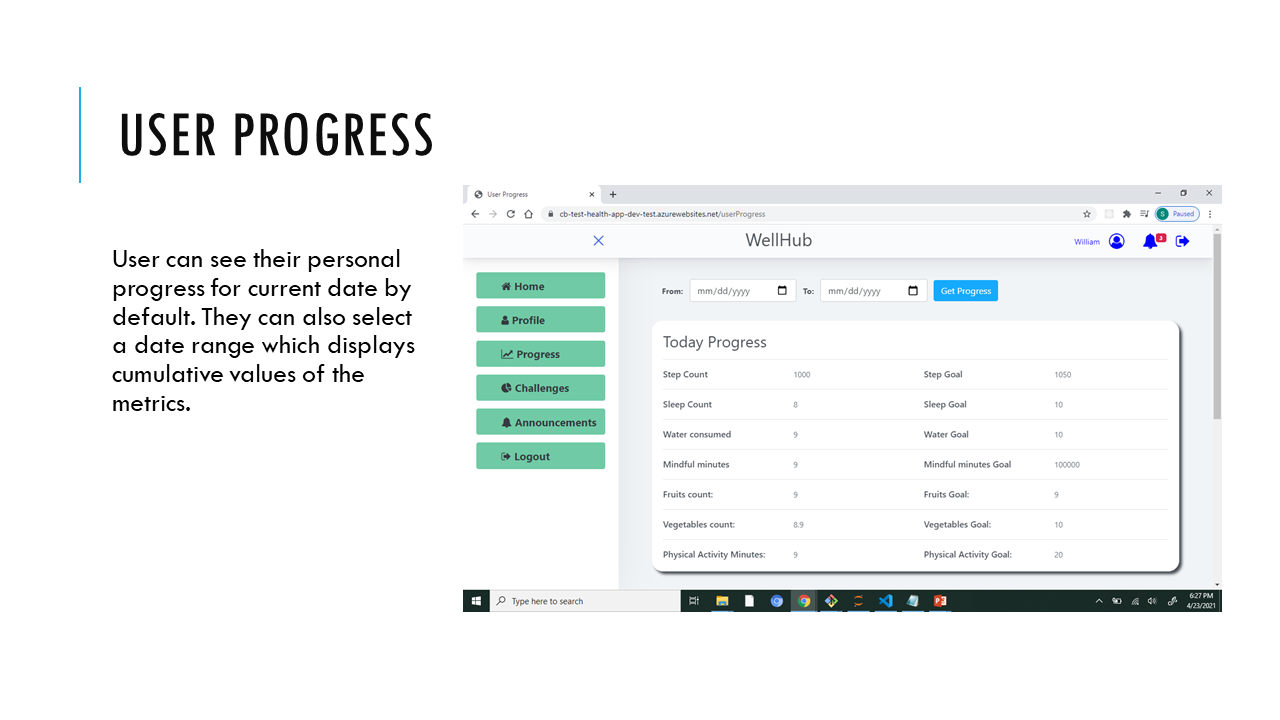 USER PROGRESS
User can see their personal
progress for current date by
default. They can also select
a date range which displays
cumulative values of the
metrics.
User Progress
cb-test-health-app-dev-test.azurewebsites.net/userProgress
S Paused
WellHub
William
3
Home
Profile
Progress
Challenges
Announcements
Logout
From: mm/dd/yyyy To: mm/dd/yyyy Get Progress
Today Progress
Step Count 1000 Step Goal 1050
Sleep Count 8 Sleep Goal 10
Water consumed 9 Water Goal 10
Mindful minutes 9 Mindful minutes Goal 100000
Fruits count: 9 Fruits Goal: 9
Vegetables count: 8.9 Vegetables Goal: 10
Physical Activity Minutes: 9 Physical Activity Goal: 20
Type here to search
6:27 PM
4/23/2021